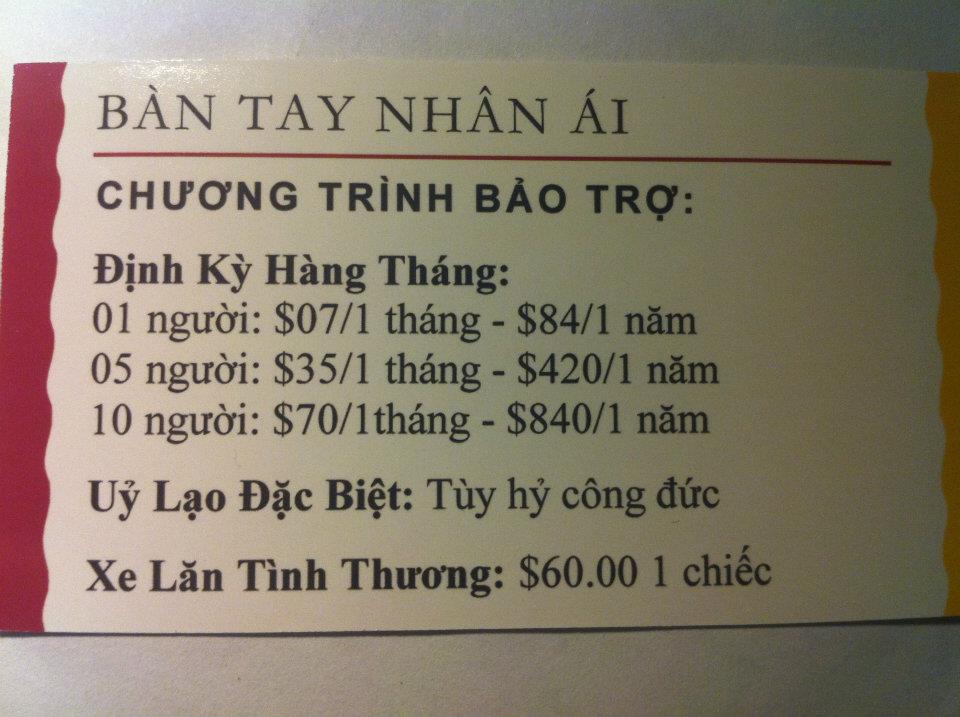 BÀN TAY NHÂN ÁI
CHƯƠNG TRÌNH BẢO TRỢ:
Định Kỳ Hàng Tháng:
01 người: $07/1 tháng - $84/1 năm
05 người: $35/1 tháng - $420/1 năm
10 người: $70/1tháng - $840/1 năm
Uỷ Lạo Đặc Biệt: Tùy hỷ công đức
Xe Lăn Tình Thương: $60.00 1 chiếc